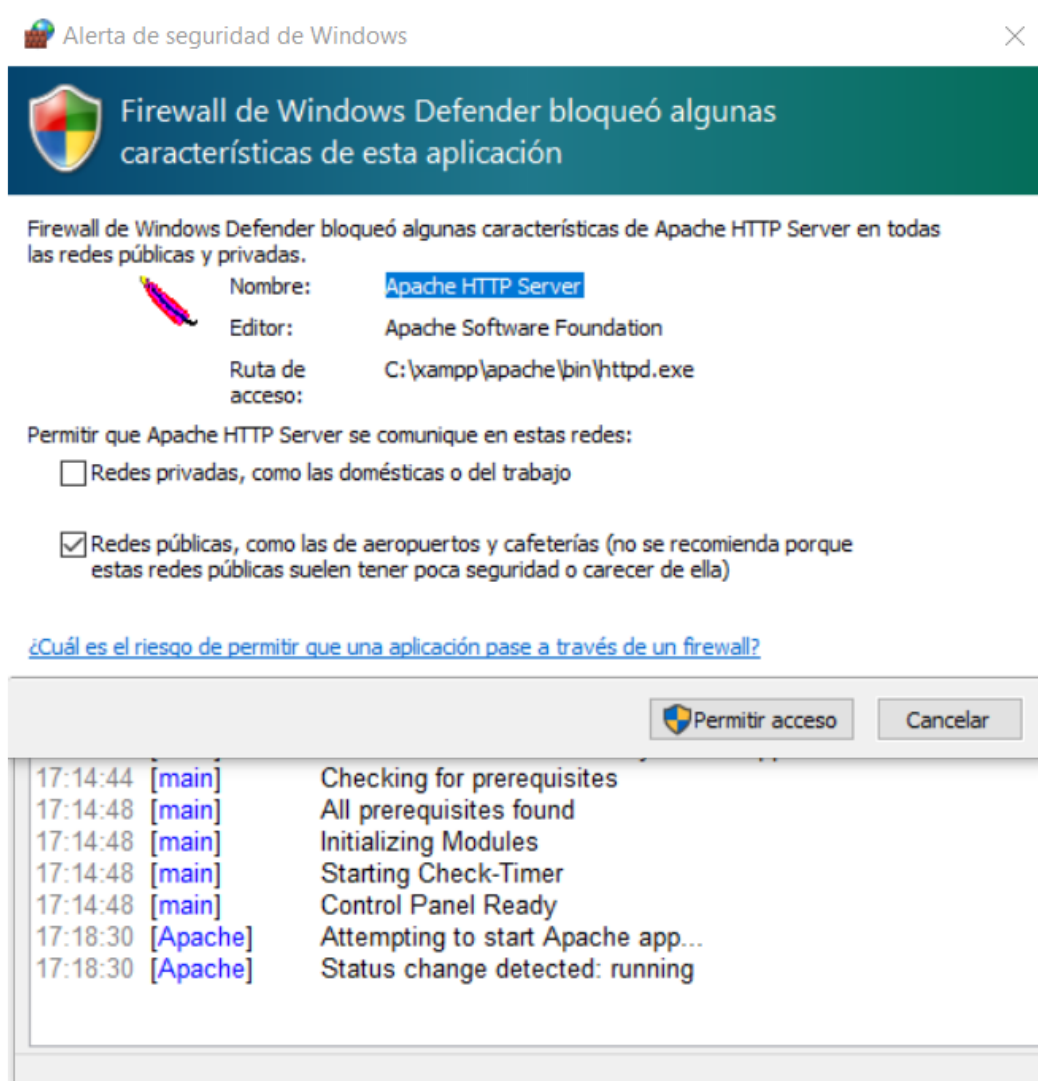 Alerta de seguridad de Windows
Firewall de Windows Defender bloqueó algunas
características de esta aplicación
Firewall de Windows Defender bloqueó algunas características de Apache HTTP Server en todas
las redes públicas y privadas.
Nombre: Apache HTTP Server
Editor: Apache Software Foundation
Ruta de acceso: C:\xampp\apache\bin\httpd.exe
Permitir que Apache HTTP Server se comunique en estas redes:
Redes privadas, como las domésticas o del trabajo
Redes públicas, como las de aeropuertos y cafeterías (no se recomienda porque
estas redes públicas suelen tener poca seguridad o carecer de ella)
¿Cuál es el riesgo de permitir que una aplicación pase a través de un firewall?
Permitir acceso Cancelar
17:14:44 [main] Checking for prerequisites
17:14:48 [main] All prerequisites found
17:14:48 [main] Initializing Modules
17:14:48 [main] Starting Check-Timer
17:14:48 [main] Control Panel Ready
17:18:30 [Apache] Attempting to start Apache app...
17:18:30 [Apache] Status change detected: running